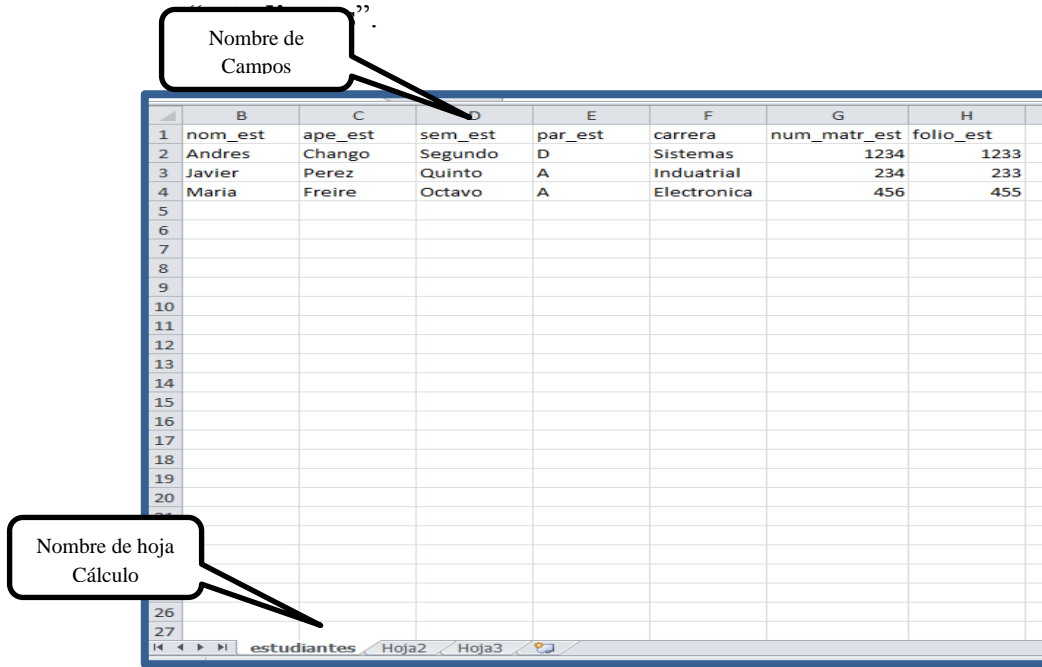 ”.
Nombre de
Campos
B C D E F G H
1 nom_est ape_est sem_est par_est carrera num_matr_est folio_est
2 Andres Chango Segundo D Sistemas 1234 1233
3 Javier Perez Quinto A Induatrial 234 233
4 Maria Freire Octavo A Electronica 456 455
5
6
7
8
9
10
11
12
13
14
15
16
17
18
19
20
Nombre de hoja
Cálculo
26
27
estudiantes Hoja2 Hoja3